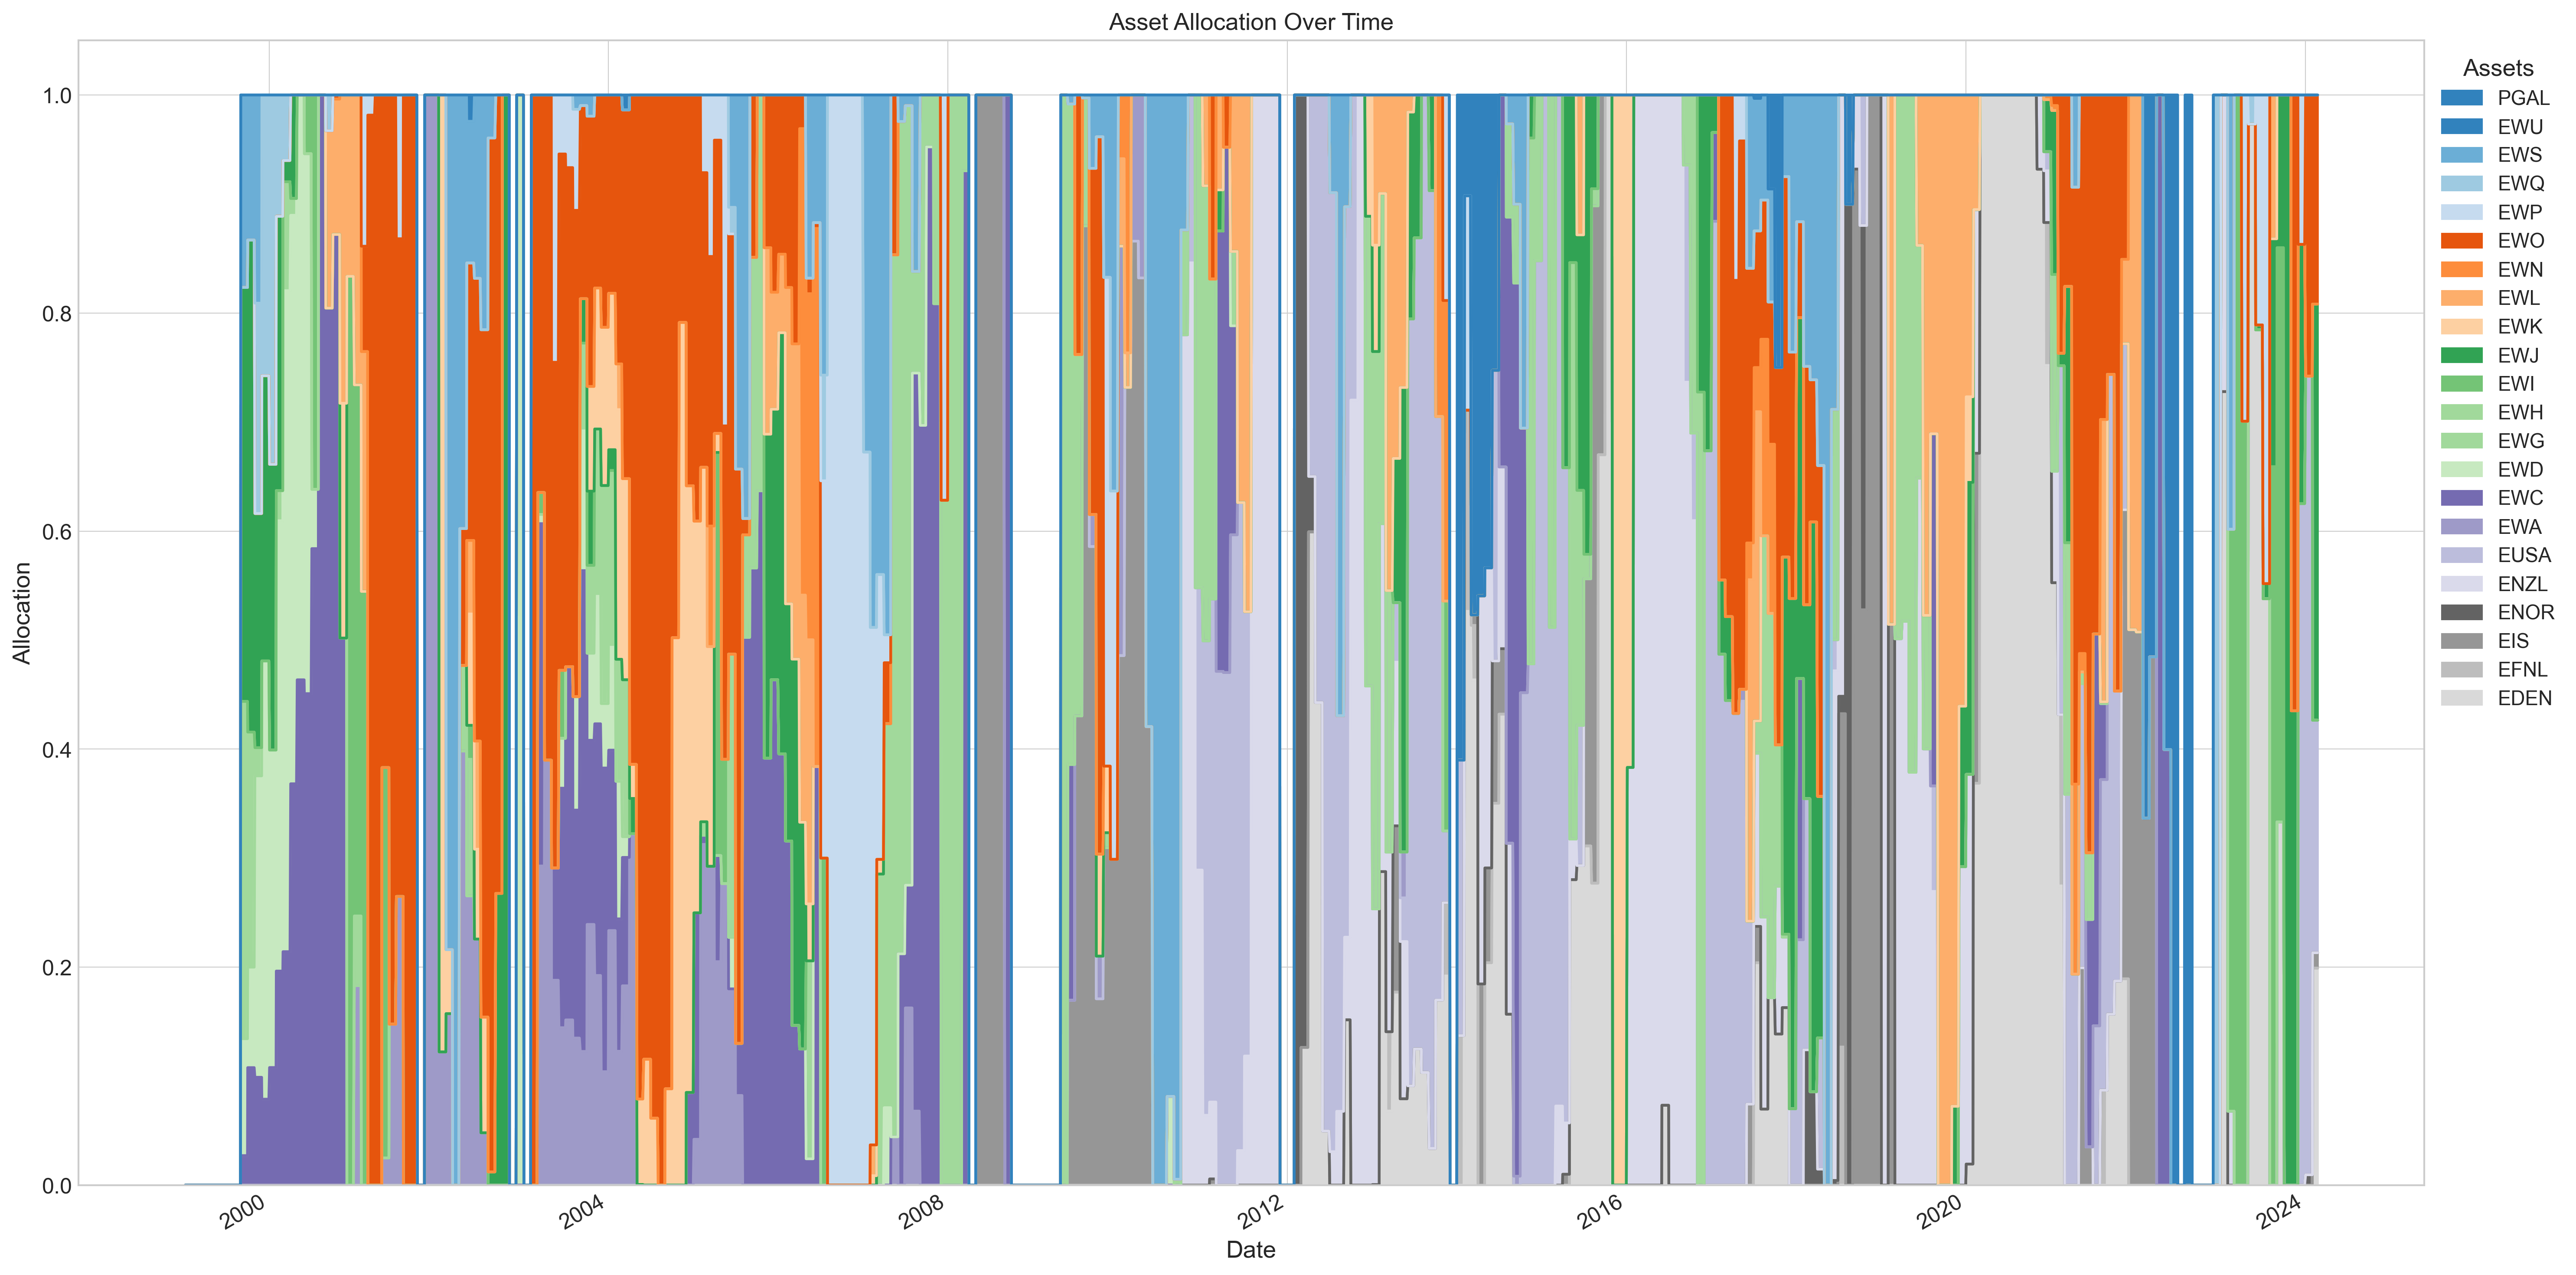 Asset Allocation Over Time
Assets
PGAL
EWU
EWS
EWQ
EWP
EWO
EWN
EWL
EWK
EWJ
EWI
EWH
EWG
EWD
EWC
EWA
EUSA
ENZL
ENOR
EIS
EFNL
EDEN
Allocation
1.0
0.8
0.6
0.4
0.2
0.0
2000
2004
2008
2012
2016
2020
2024
Date